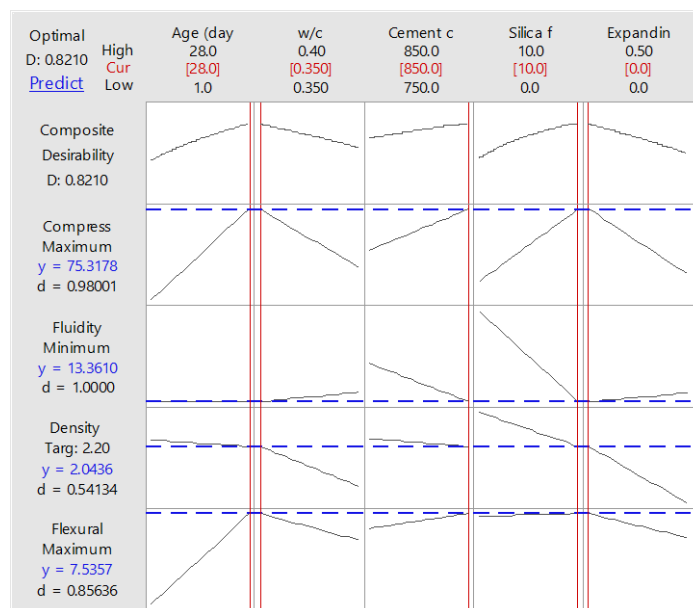 Optimal
D: 0.8210
Predict
High
Cur
Low
Age (day
28.0
[28.0]
1.0
w/c
0.40
[0.350]
0.350
Cement c
850.0
[850.0]
750.0
Silica f
10.0
[10.0]
0.0
Expandin
0.50
[0.0]
0.0
Composite
Desirability
D: 0.8210
Compress
Maximum
y = 75.3178
d = 0.98001
Fluidity
Minimum
y = 13.3610
d = 1.0000
Density
Targ: 2.20
y = 2.0436
d = 0.54134
Flexural
Maximum
y = 7.5357
d = 0.85636